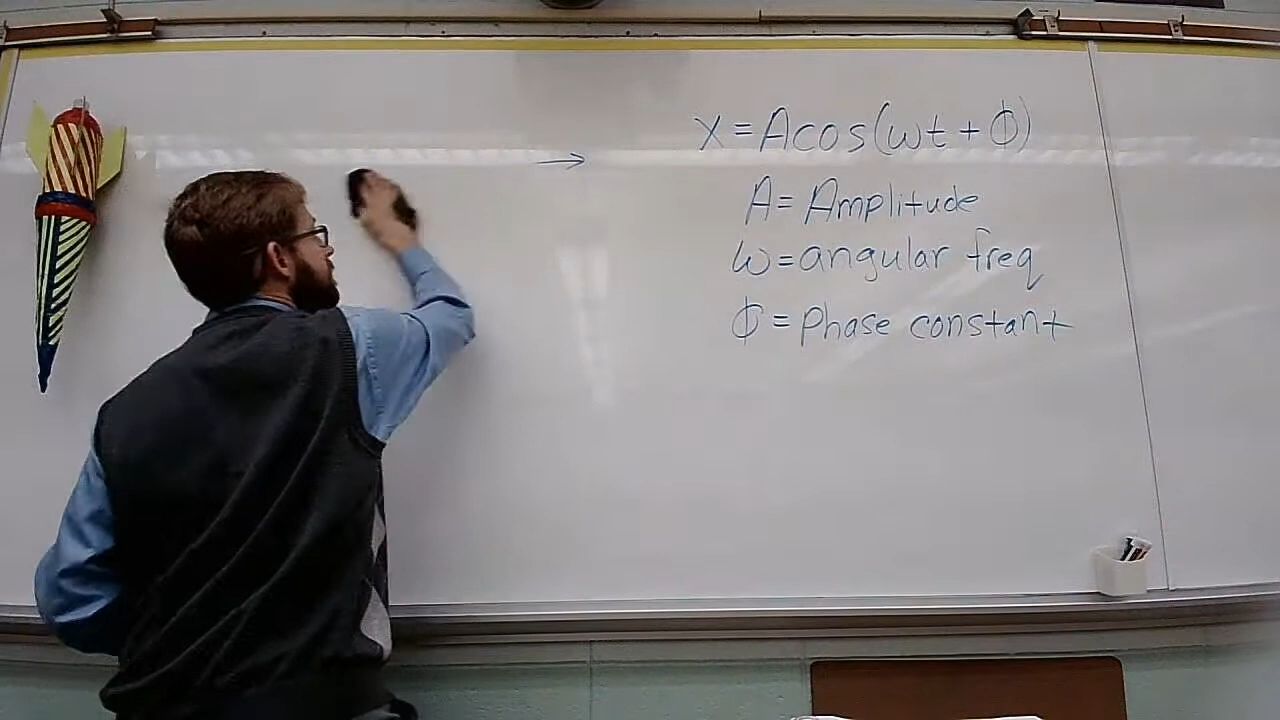 → x = Acos(ωt + ϕ)
A = Amplitude
ω = angular freq
ϕ = Phase constant